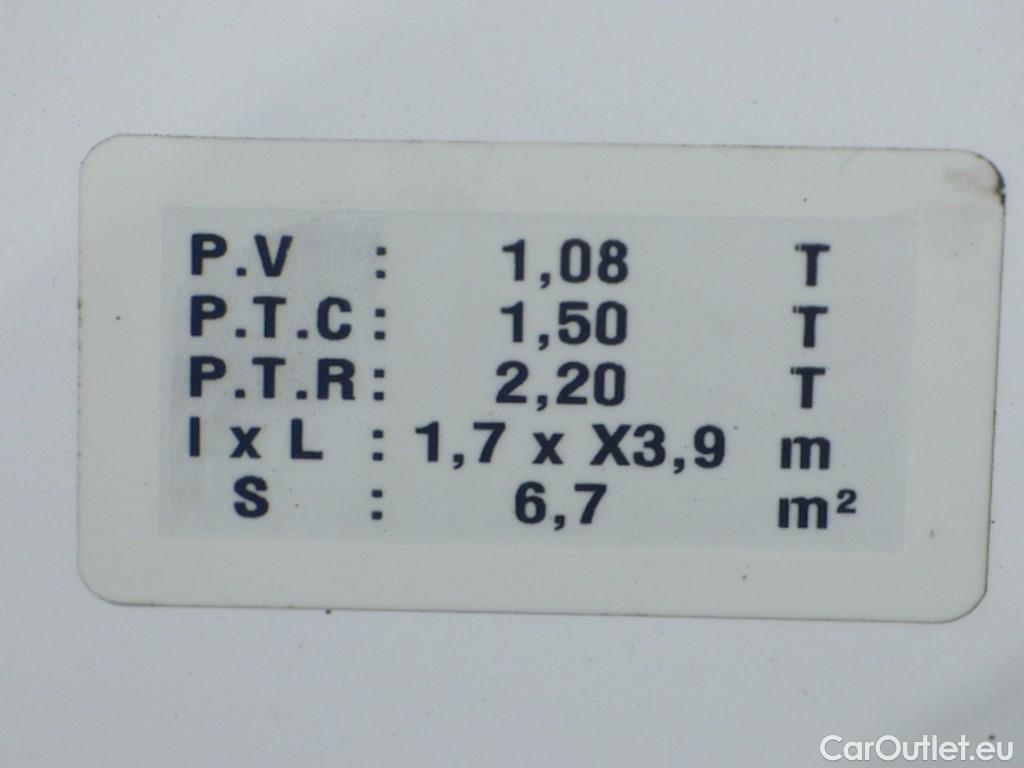 P.V : 1,08 T
P.T.C : 1,50 T
P.T.R : 2,20 T
l x L : 1,7 x X3,9 m
S : 6,7 m²
CarOutlet.eu